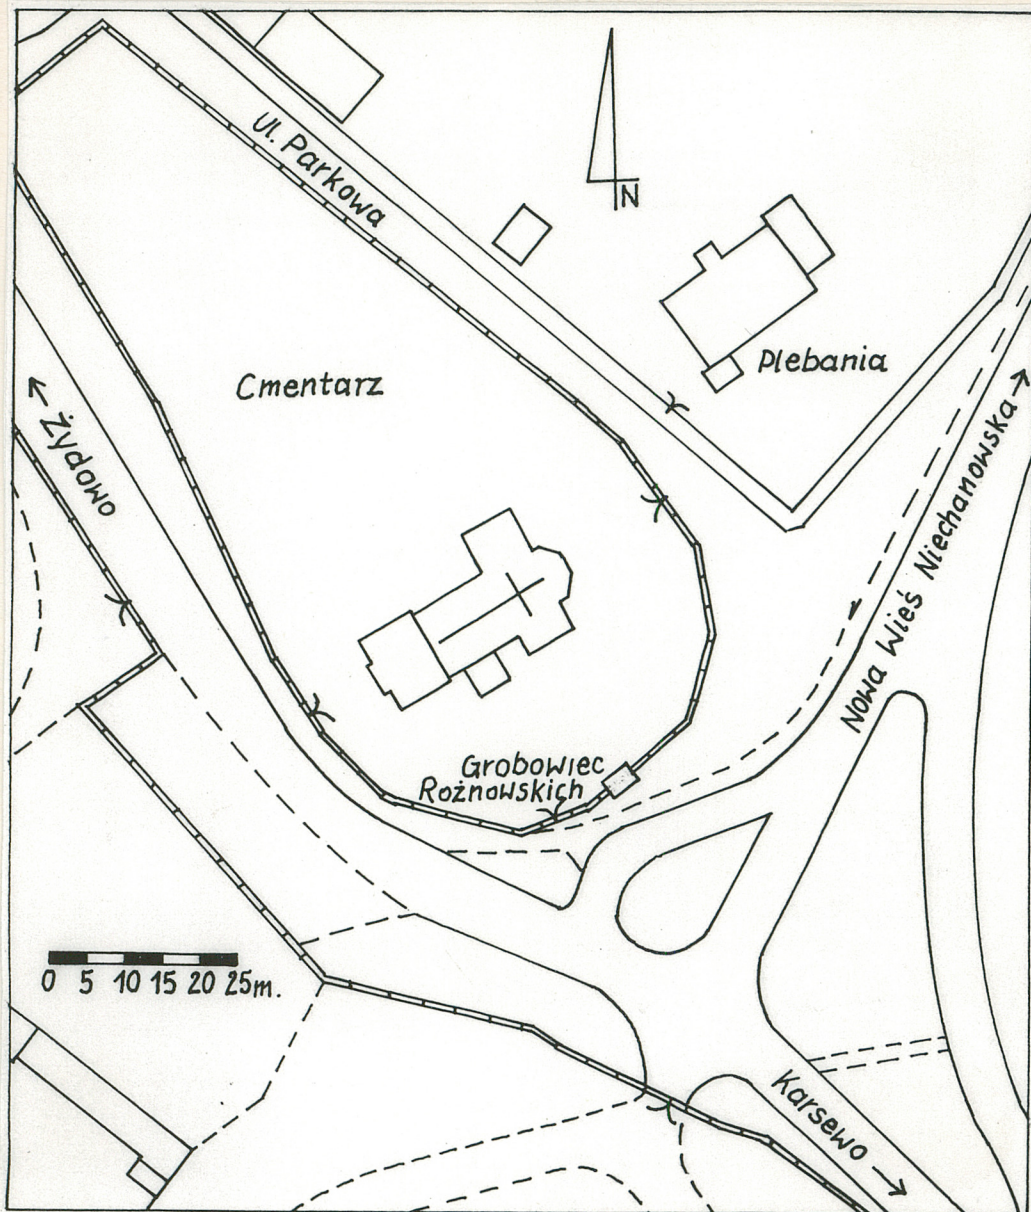 Ul. Parkowa
N
Plebania
Cmentarz
← Żydowo
Nowa Wieś Niechanowska →
Grobowiec
Rożnowskich
0 5 10 15 20 25m.
Karsewo →